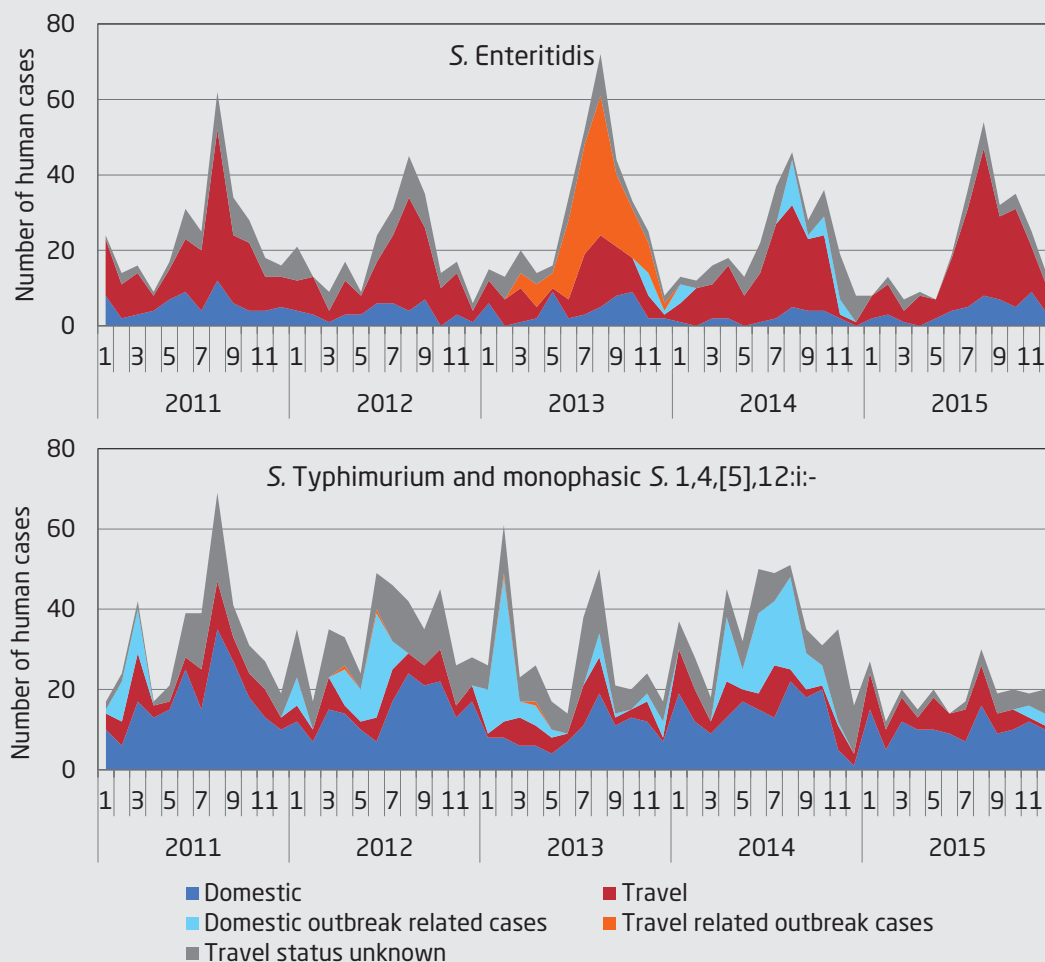 80
S. Enteritidis
60
40
20
0
Number of human cases
1 3 5 7 9 11 1 3 5 7 9 11 1 3 5 7 9 11 1 3 5 7 9 11 1 3 5 7 9 11
2011 2012 2013 2014 2015
80
S. Typhimurium and monophasic S. 1,4,[5],12:i:-
60
40
20
0
Number of human cases
1 3 5 7 9 11 1 3 5 7 9 11 1 3 5 7 9 11 1 3 5 7 9 11 1 3 5 7 9 11
2011 2012 2013 2014 2015
Domestic Travel
Domestic outbreak related cases Travel related outbreak cases
Travel status unknown